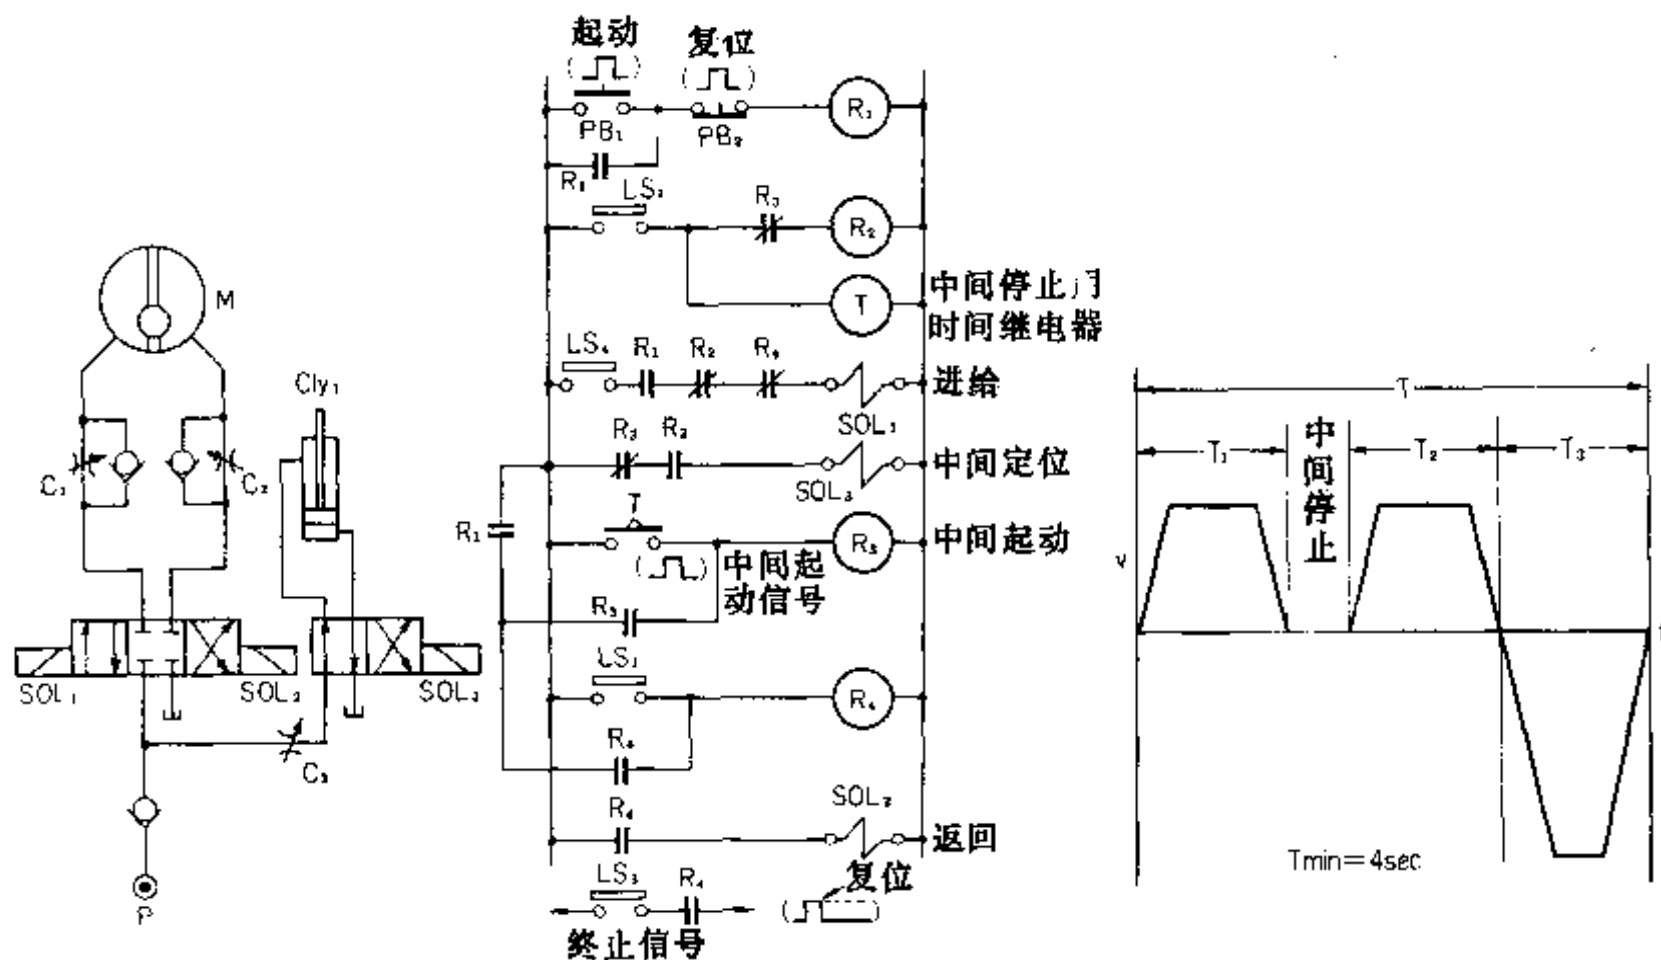 起动
复位
PB₁
PB₂
R₁
R₁
LS₂
R₃
R₂
T
中间停止门
时间继电器
M
Cly₁
C₁
C₂
C₃
P
SOL₁
SOL₂
SOL₃
LS₄
R₁
R₂
R₄
SOL₁
进给
R₃
R₂
SOL₃
中间定位
R₁
T
R₃
中间起动
中间起
动信号
R₃
R₄
R₄
R₄
SOL₂
返回
LS₃
R₄
复位
终止信号
T
T₁
中间停止
T₂
T₃
v
t
Tmin=4sec